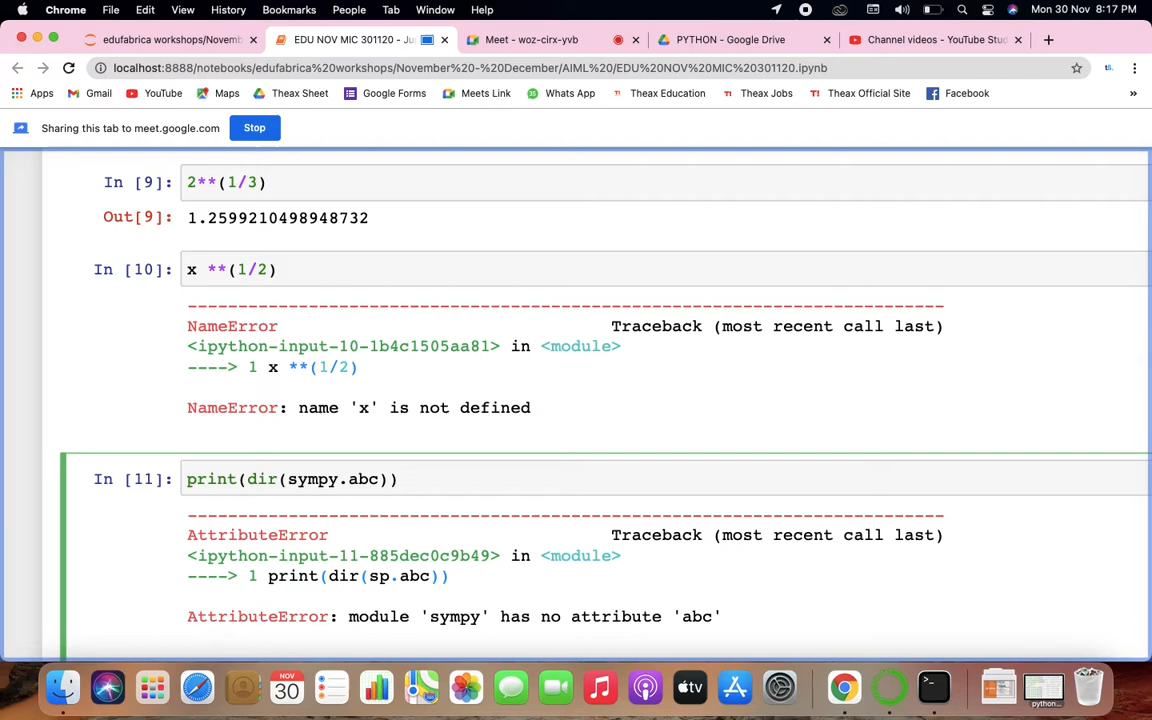 Chrome File Edit View History Bookmarks People Tab Window Help Mon 30 Nov 8:17 PM
edufabrica workshops/Novemb EDU NOV MIC 301120 - Ju Meet - woz-cirx-yvb PYTHON - Google Drive Channel videos - YouTube Stu
localhost:8888/notebooks/edufabrica%20workshops/November%20-%20December/AIML%20/EDU%20NOV%20MIC%20301120.ipynb
Apps Gmail YouTube Maps Theax Sheet Google Forms Meets Link Whats App Theax Education Theax Jobs Theax Official Site Facebook »
Sharing this tab to meet.google.com Stop
In [9]: 2**(1/3)
Out[9]: 1.2599210498948732
In [10]: x **(1/2)
---------------------------------------------------------------------------
NameError Traceback (most recent call last)
<ipython-input-10-1b4c1505aa81> in <module>
----> 1 x **(1/2)
NameError: name 'x' is not defined
In [11]: print(dir(sympy.abc))
---------------------------------------------------------------------------
AttributeError Traceback (most recent call last)
<ipython-input-11-885dec0c9b49> in <module>
----> 1 print(dir(sp.abc))
AttributeError: module 'sympy' has no attribute 'abc'
NOV
30
tv
python...